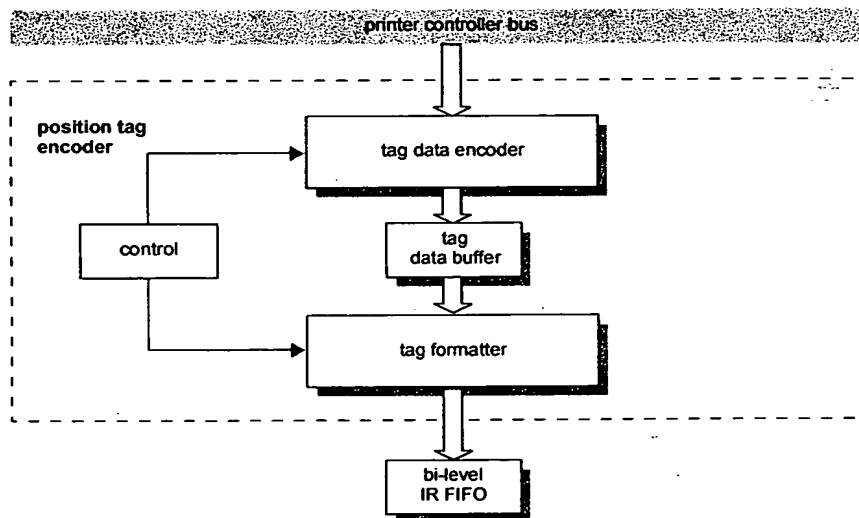 printer controller bus
position tag
encoder
tag data encoder
control
tag
data buffer
tag formatter
bi-level
IR FIFO